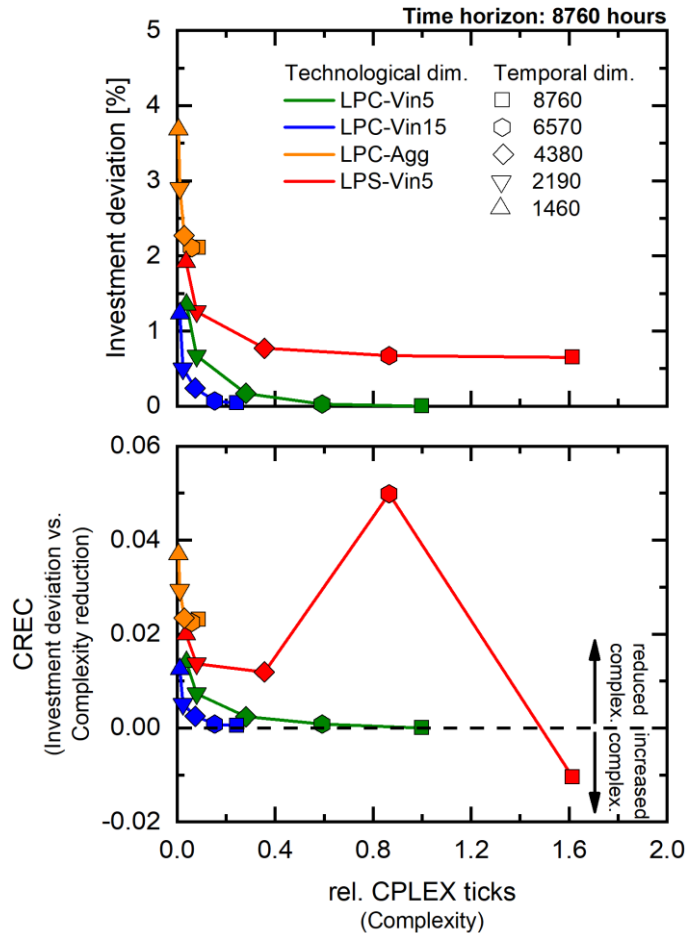 Time horizon: 8760 hours
Investment deviation [%]
5
4
3
2
1
0
Technological dim.
LPC-Vin5
LPC-Vin15
LPC-Agg
LPS-Vin5
Temporal dim.
8760
6570
4380
2190
1460
CREC
(Investment deviation vs.
Complexity reduction)
0.06
0.04
0.02
0.00
-0.02
reduced
complex.
increased
complex.
0.0
0.4
0.8
1.2
1.6
2.0
rel. CPLEX ticks
(Complexity)